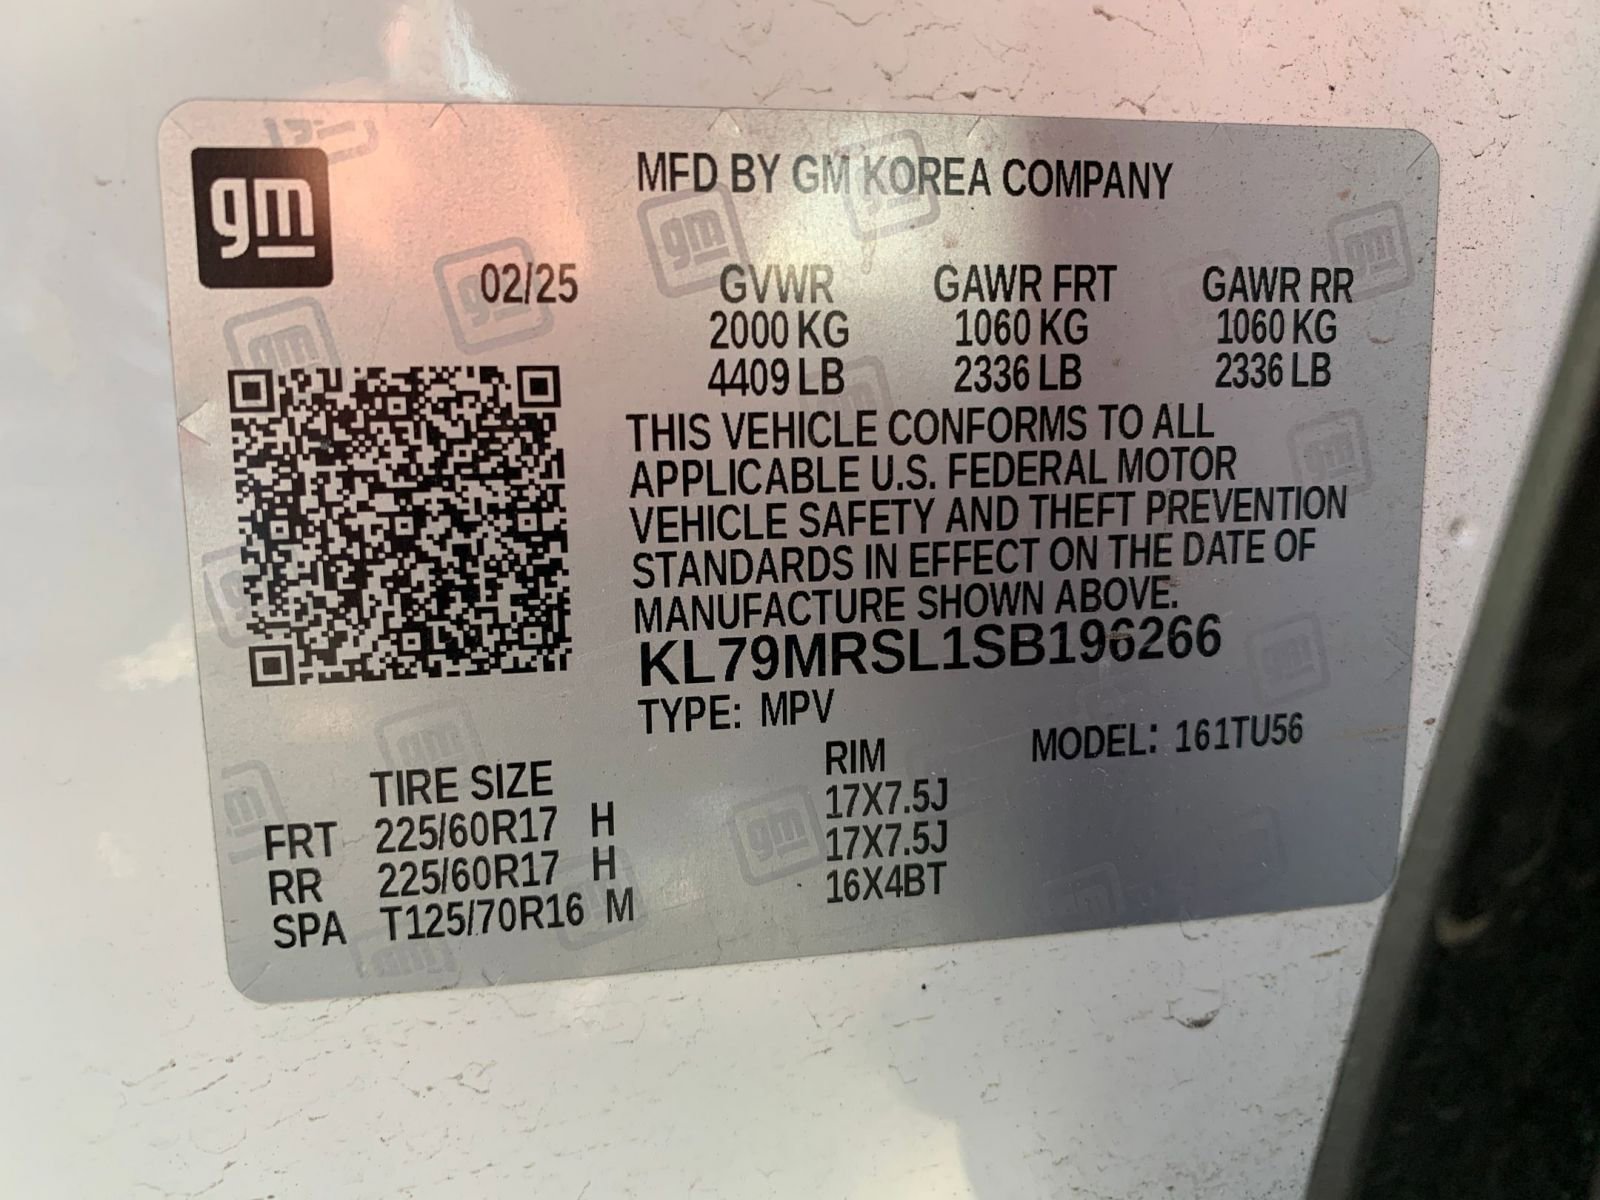 gm
MFD BY GM KOREA COMPANY
02/25 GVWR GAWR FRT GAWR RR
2000 KG 1060 KG 1060 KG
4409 LB 2336 LB 2336 LB
THIS VEHICLE CONFORMS TO ALL
APPLICABLE U.S. FEDERAL MOTOR
VEHICLE SAFETY AND THEFT PREVENTION
STANDARDS IN EFFECT ON THE DATE OF
MANUFACTURE SHOWN ABOVE.
KL79MRSL1SB196266
TYPE: MPV
RIM MODEL: 161TU56
TIRE SIZE
FRT 225/60R17 H 17X7.5J
RR 225/60R17 H 17X7.5J
SPA T125/70R16 M 16X4BT